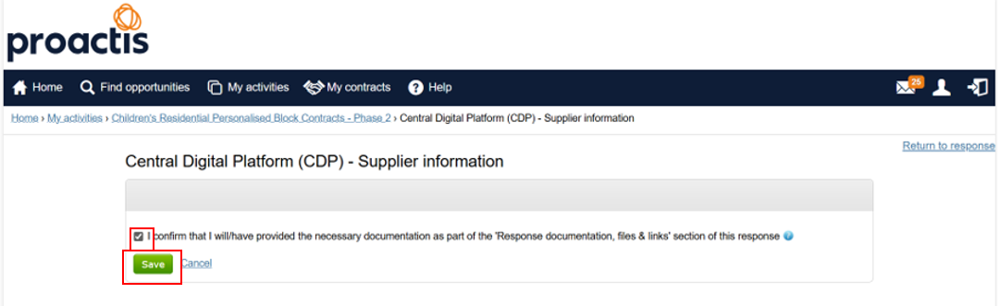 proactis
Home Find opportunities My activities My contracts Help 25
Home › My activities › Children's Residential Personalised Block Contracts - Phase 2 › Central Digital Platform (CDP) - Supplier information
Return to response
Central Digital Platform (CDP) - Supplier information
I confirm that I will/have provided the necessary documentation as part of the 'Response documentation, files & links' section of this response
Save Cancel